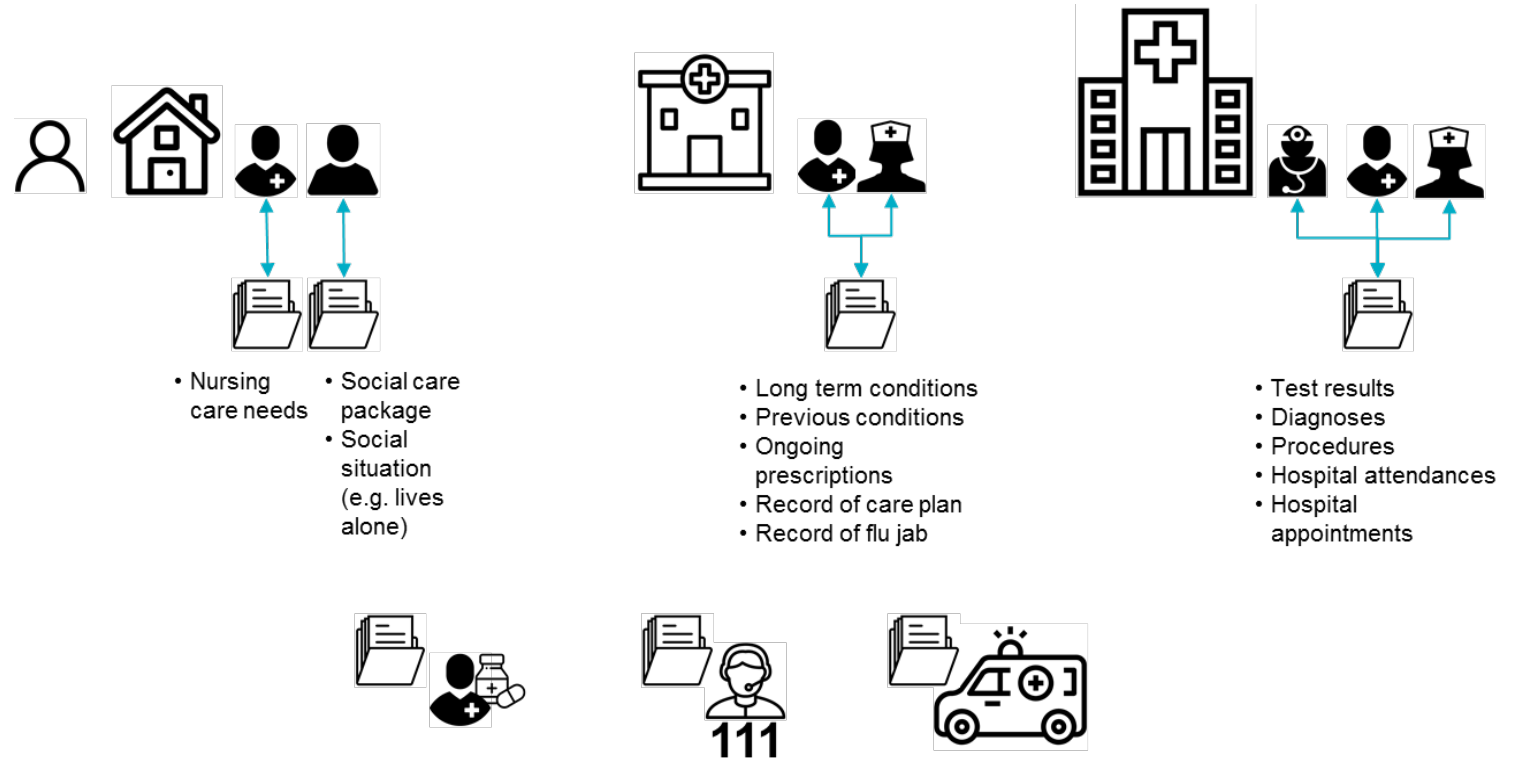 • Nursing
care needs
• Social care
package
• Social
situation
(e.g. lives
alone)
• Long term conditions
• Previous conditions
• Ongoing
prescriptions
• Record of care plan
• Record of flu jab
• Test results
• Diagnoses
• Procedures
• Hospital attendances
• Hospital
appointments
111